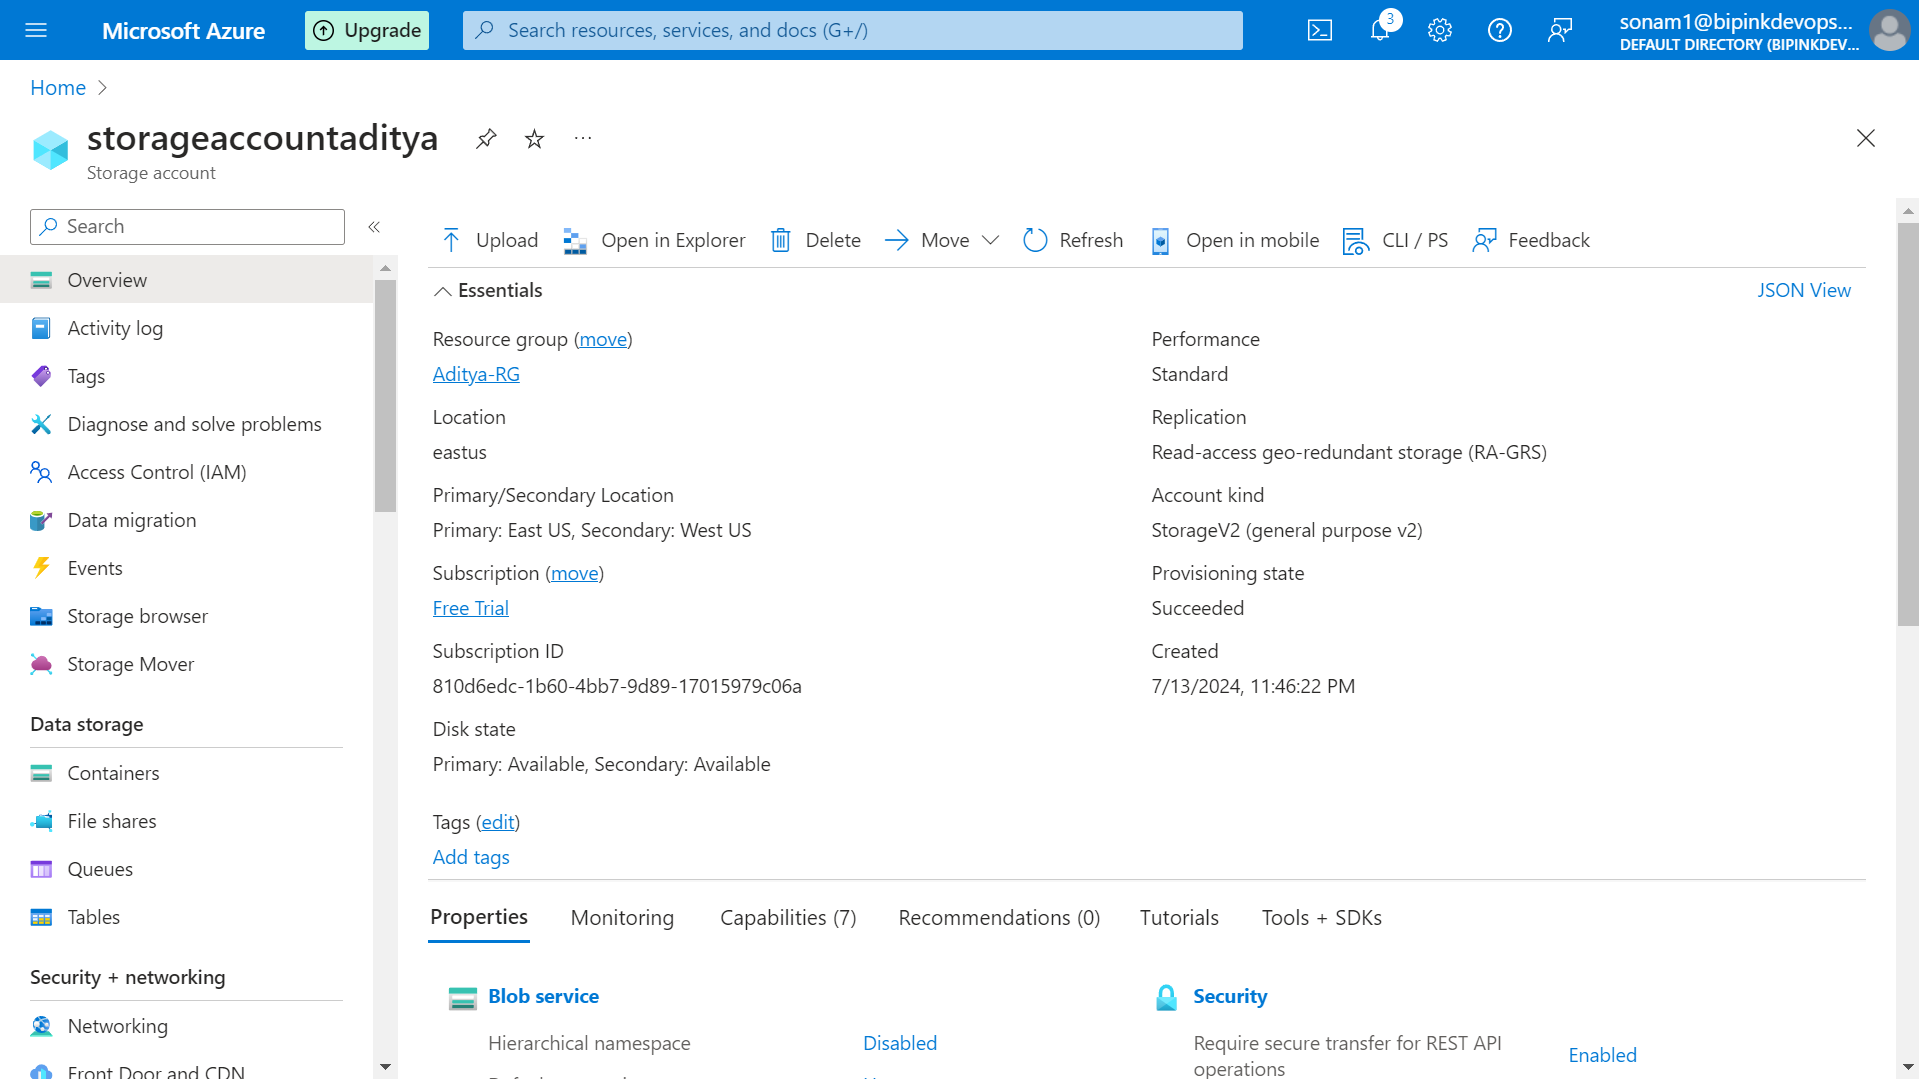 Microsoft Azure
Upgrade
Search resources, services, and docs (G+/)
3
sonam1@bipinkdevops...
DEFAULT DIRECTORY (BIPINKDEV...
Home
storageaccountaditya
Storage account
Search
Upload
Open in Explorer
Delete
Move
Refresh
Open in mobile
CLI / PS
Feedback
Overview
Activity log
Tags
Diagnose and solve problems
Access Control (IAM)
Data migration
Events
Storage browser
Storage Mover
Data storage
Containers
File shares
Queues
Tables
Security + networking
Networking
Front Door and CDN
Essentials
JSON View
Resource group (move)
Aditya-RG
Location
eastus
Primary/Secondary Location
Primary: East US, Secondary: West US
Subscription (move)
Free Trial
Subscription ID
810d6edc-1b60-4bb7-9d89-17015979c06a
Disk state
Primary: Available, Secondary: Available
Tags (edit)
Add tags
Performance
Standard
Replication
Read-access geo-redundant storage (RA-GRS)
Account kind
StorageV2 (general purpose v2)
Provisioning state
Succeeded
Created
7/13/2024, 11:46:22 PM
Properties
Monitoring
Capabilities (7)
Recommendations (0)
Tutorials
Tools + SDKs
Blob service
Hierarchical namespace
Disabled
Security
Require secure transfer for REST API
operations
Enabled